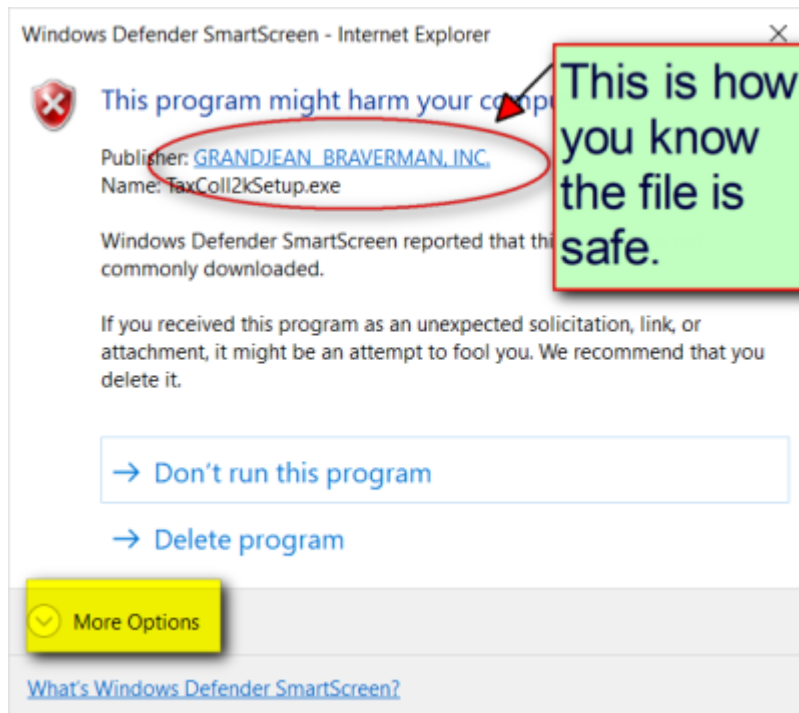 Windows Defender SmartScreen - Internet Explorer
This program might harm your
Publisher: GRANDJEAN BRAVERMAN, INC.
Name: TaxColl2kSetup.exe
This is how
you know
the file is
safe.
Windows Defender SmartScreen reported that
commonly downloaded.
If you received this program as an unexpected solicitation, link, or
attachment, it might be an attempt to fool you. We recommend that you
delete it.
Don't run this program
Delete program
More Options
What's Windows Defender SmartScreen?